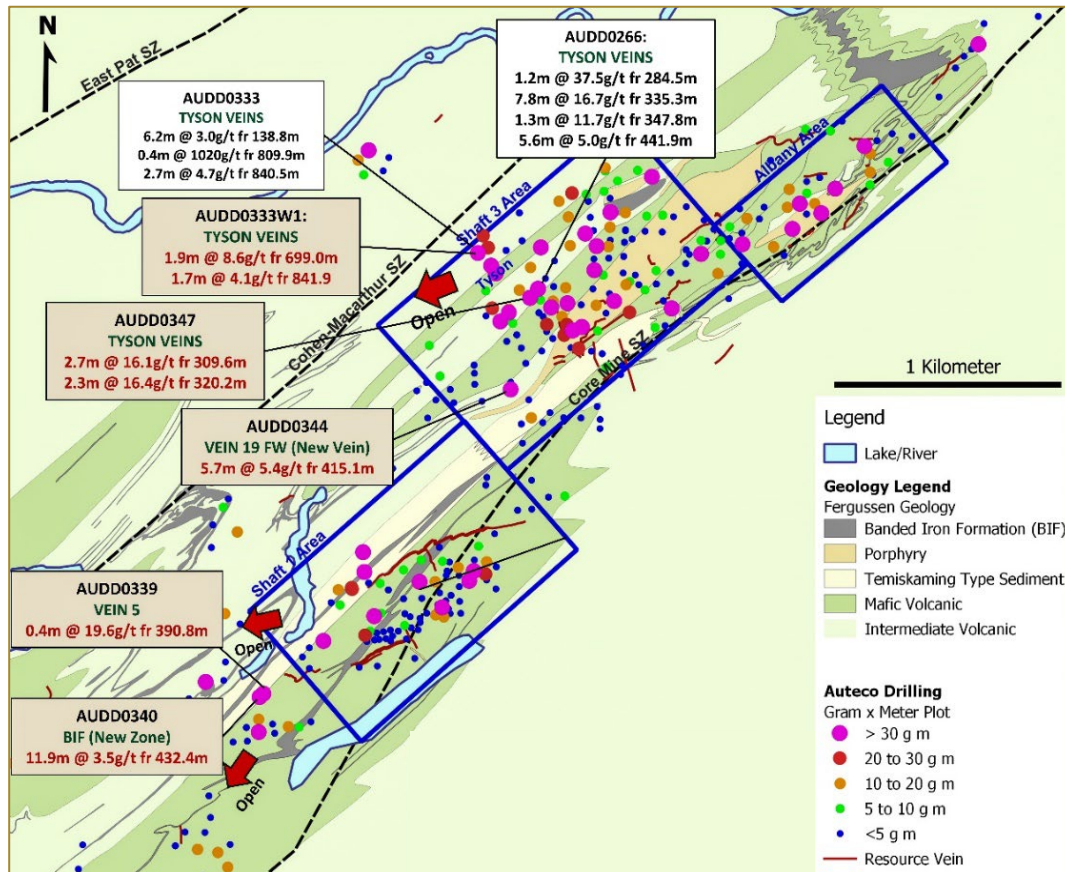 N
East Pat SZ
AUDD0266:
TYSON VEINS
1.2m @ 37.5g/t fr 284.5m
7.8m @ 16.7g/t fr 335.3m
1.3m @ 11.7g/t fr 347.8m
5.6m @ 5.0g/t fr 441.9m
AUDD0333
TYSON VEINS
6.2m @ 3.0g/t fr 138.8m
0.4m @ 1020g/t fr 809.9m
2.7m @ 4.7g/t fr 840.5m
Albany Area
Shaft 3 Area
AUDD0333W1:
TYSON VEINS
1.9m @ 8.6g/t fr 699.0m
1.7m @ 4.1g/t fr 841.9
Tyson
Open
Cohen-Macarthur SZ
AUDD0347
TYSON VEINS
2.7m @ 16.1g/t fr 309.6m
2.3m @ 16.4g/t fr 320.2m
Core Mine SZ
1 Kilometer
AUDD0344
VEIN 19 FW (New Vein)
5.7m @ 5.4g/t fr 415.1m
Shaft 1 Area
AUDD0339
VEIN 5
0.4m @ 19.6g/t fr 390.8m
Open
AUDD0340
BIF (New Zone)
11.9m @ 3.5g/t fr 432.4m
Open
Legend
Lake/River
Geology Legend
Fergussen Geology
Banded Iron Formation (BIF)
Porphyry
Temiskaming Type Sediment
Mafic Volcanic
Intermediate Volcanic
Auteco Drilling
Gram x Meter Plot
> 30 g m
20 to 30 g m
10 to 20 g m
5 to 10 g m
<5 g m
Resource Vein